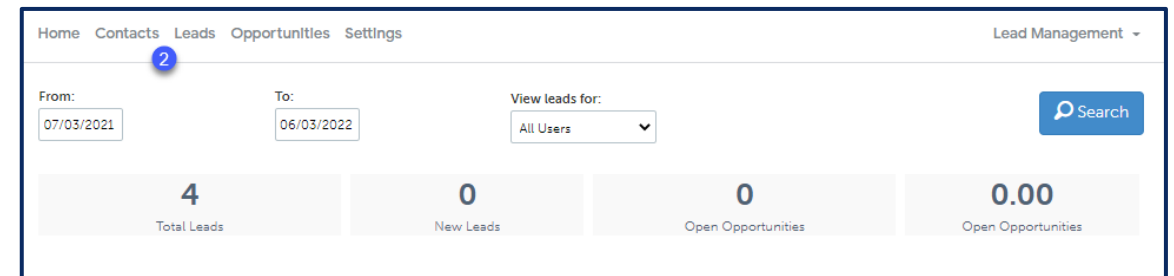 Home Contacts Leads Opportunities Settings Lead Management
2
From: To: View leads for:
07/03/2021 06/03/2022 All Users Search
4 0 0 0.00
Total Leads New Leads Open Opportunities Open Opportunities